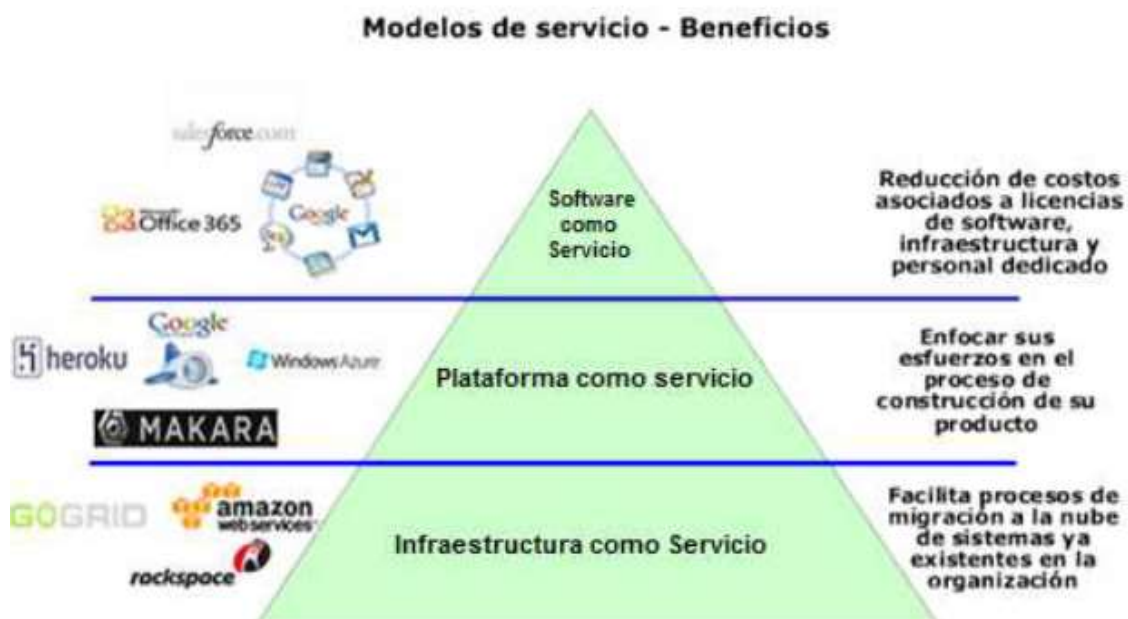 Modelos de servicio - Beneficios
salesforce.com
Microsoft
Office 365
Google
Software
como
Servicio
Reducción de costos
asociados a licencias
de software,
infraestructura y
personal dedicado
heroku
Google
Windows Azure
MAKARA
Plataforma como servicio
Enfocar sus
esfuerzos en el
proceso de
construcción de su
producto
GOGRID
amazon
webservices
rackspace
Infraestructura como Servicio
Facilita procesos de
migración a la nube
de sistemas ya
existentes en la
organización